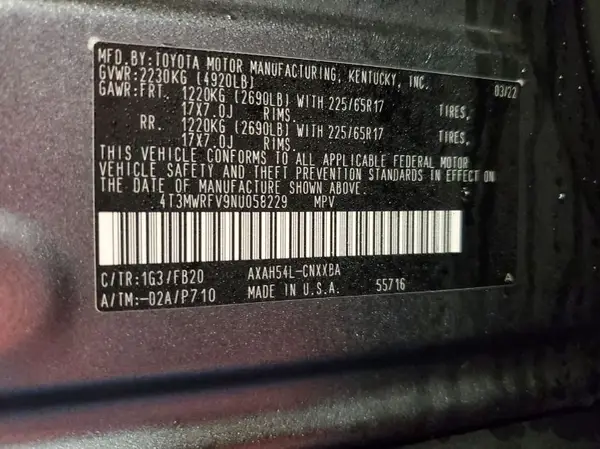 MFD.BY:TOYOTA MOTOR MANUFACTURING, KENTUCKY, INC.
GVWR:2230KG (4920LB) 03/22
GAWR:FRT. 1220KG (2690LB) WITH 225/65R17 TIRES,
17X7.0J RIMS.
RR. 1220KG (2690LB) WITH 225/65R17 TIRES,
17X7.0J RIMS.
THIS VEHICLE CONFORMS TO ALL APPLICABLE FEDERAL MOTOR
VEHICLE SAFETY AND THEFT PREVENTION STANDARDS IN EFFECT ON
THE DATE OF MANUFACTURE SHOWN ABOVE.
4T3MWRFV9NU058229 MPV
C/TR:1G3/FB20 AXAH54L-CNXXBA A
A/TM:-02A/P710 MADE IN U.S.A. 55716